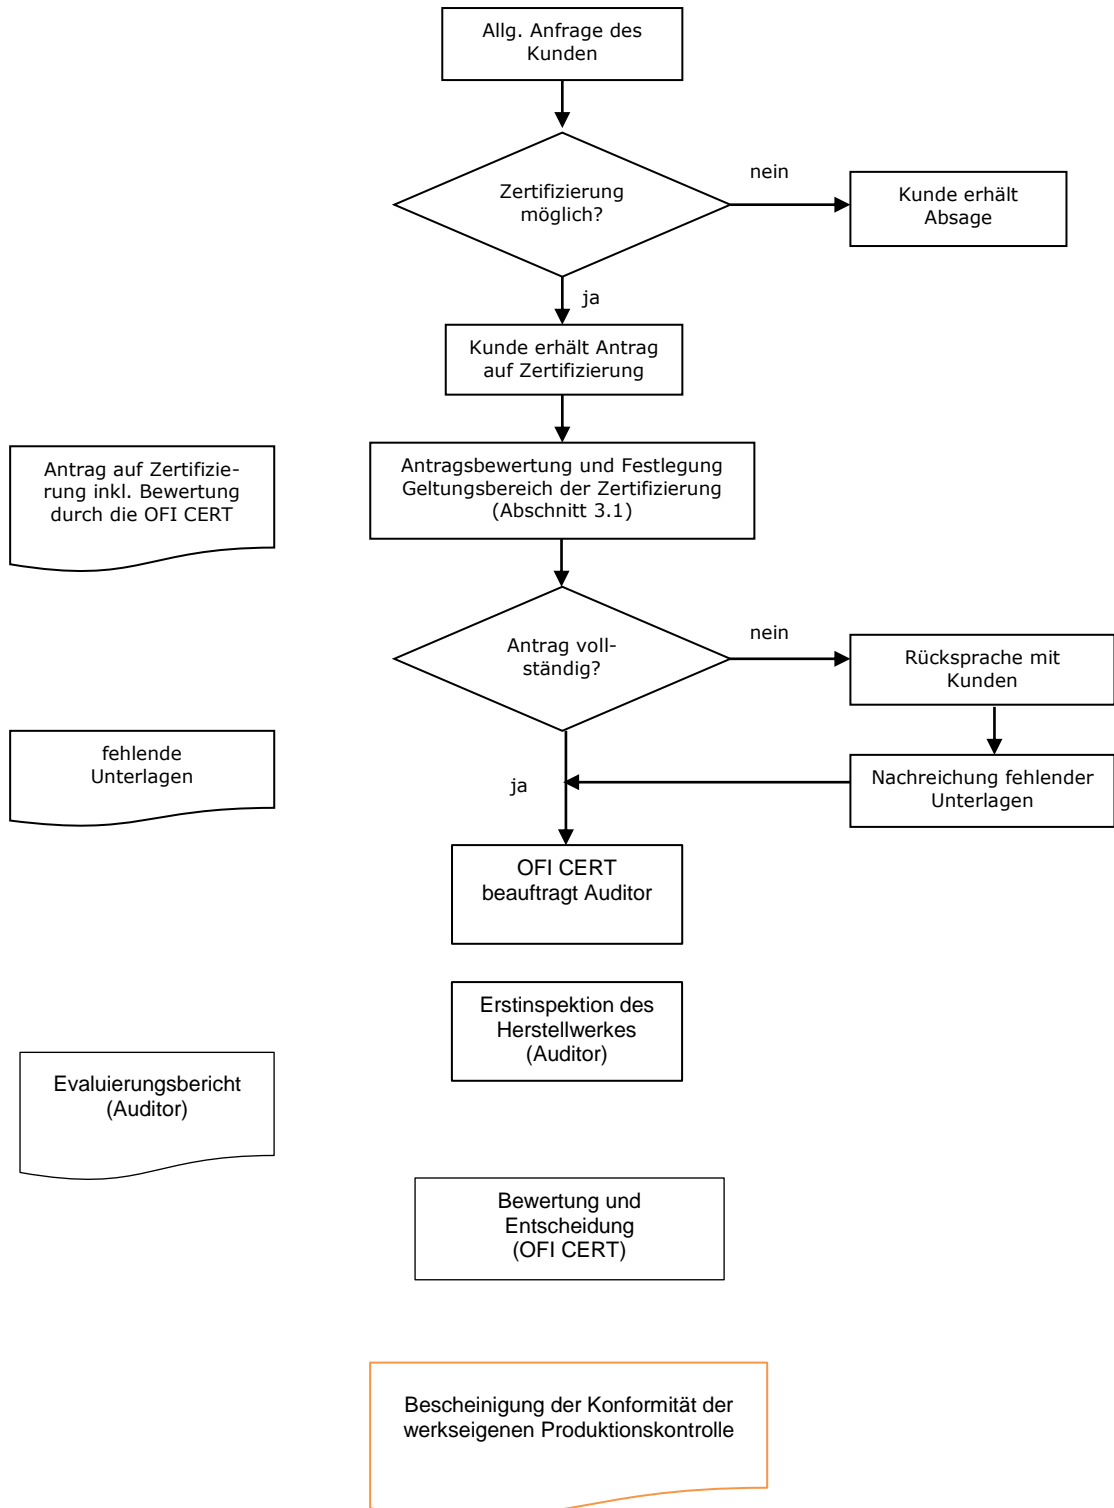 Allg. Anfrage des
Kunden
Zertifizierung
möglich?
nein
Kunde erhält
Absage
ja
Kunde erhält Antrag
auf Zertifizierung
Antrag auf Zertifizie-
rung inkl. Bewertung
durch die OFI CERT
Antragsbewertung und Festlegung
Geltungsbereich der Zertifizierung
(Abschnitt 3.1)
Antrag voll-
ständig?
nein
Rücksprache mit
Kunden
fehlende
Unterlagen
ja
Nachreichung fehlender
Unterlagen
OFI CERT
beauftragt Auditor
Erstinspektion des
Herstellwerkes
(Auditor)
Evaluierungsbericht
(Auditor)
Bewertung und
Entscheidung
(OFI CERT)
Bescheinigung der Konformität der
werkseigenen Produktionskontrolle